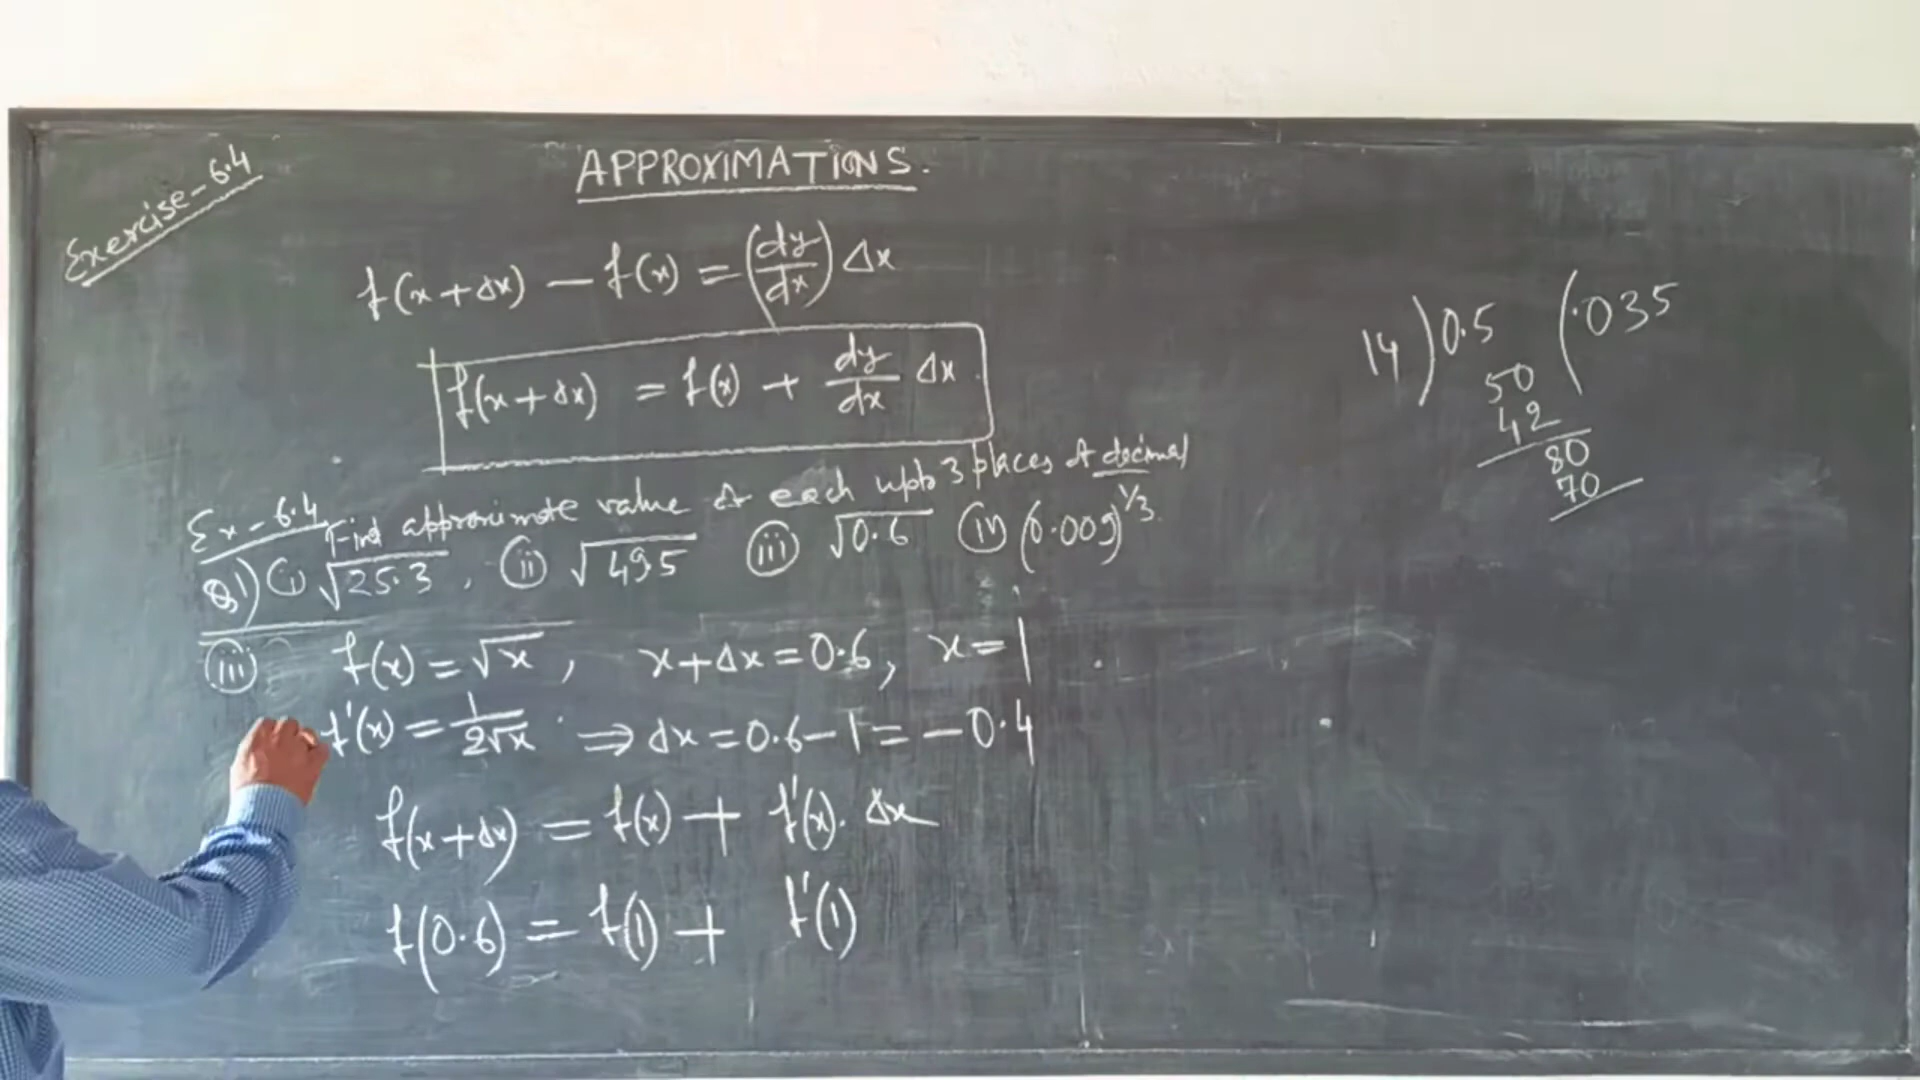 Exercise-6.4
APPROXIMATIONS.
f(x+Δx) - f(x) = (dy/dx) Δx
f(x+Δx) = f(x) + dy/dx Δx.
Ex-6.4 Find approximate value of each upto 3 places of decimal
Q1) (i) √25.3, (ii) √49.5 (iii) √0.6 (iv) (0.009)^1/3.
(iii) f(x) = √x, x+Δx = 0.6, x = 1
f'(x) = 1/2√x. ⇒ Δx = 0.6-1 = -0.4
f(x+Δx) = f(x) + f'(x). Δx
f(0.6) = f(1) + f'(1)
14) 0.5 (.035
50
42
80
70